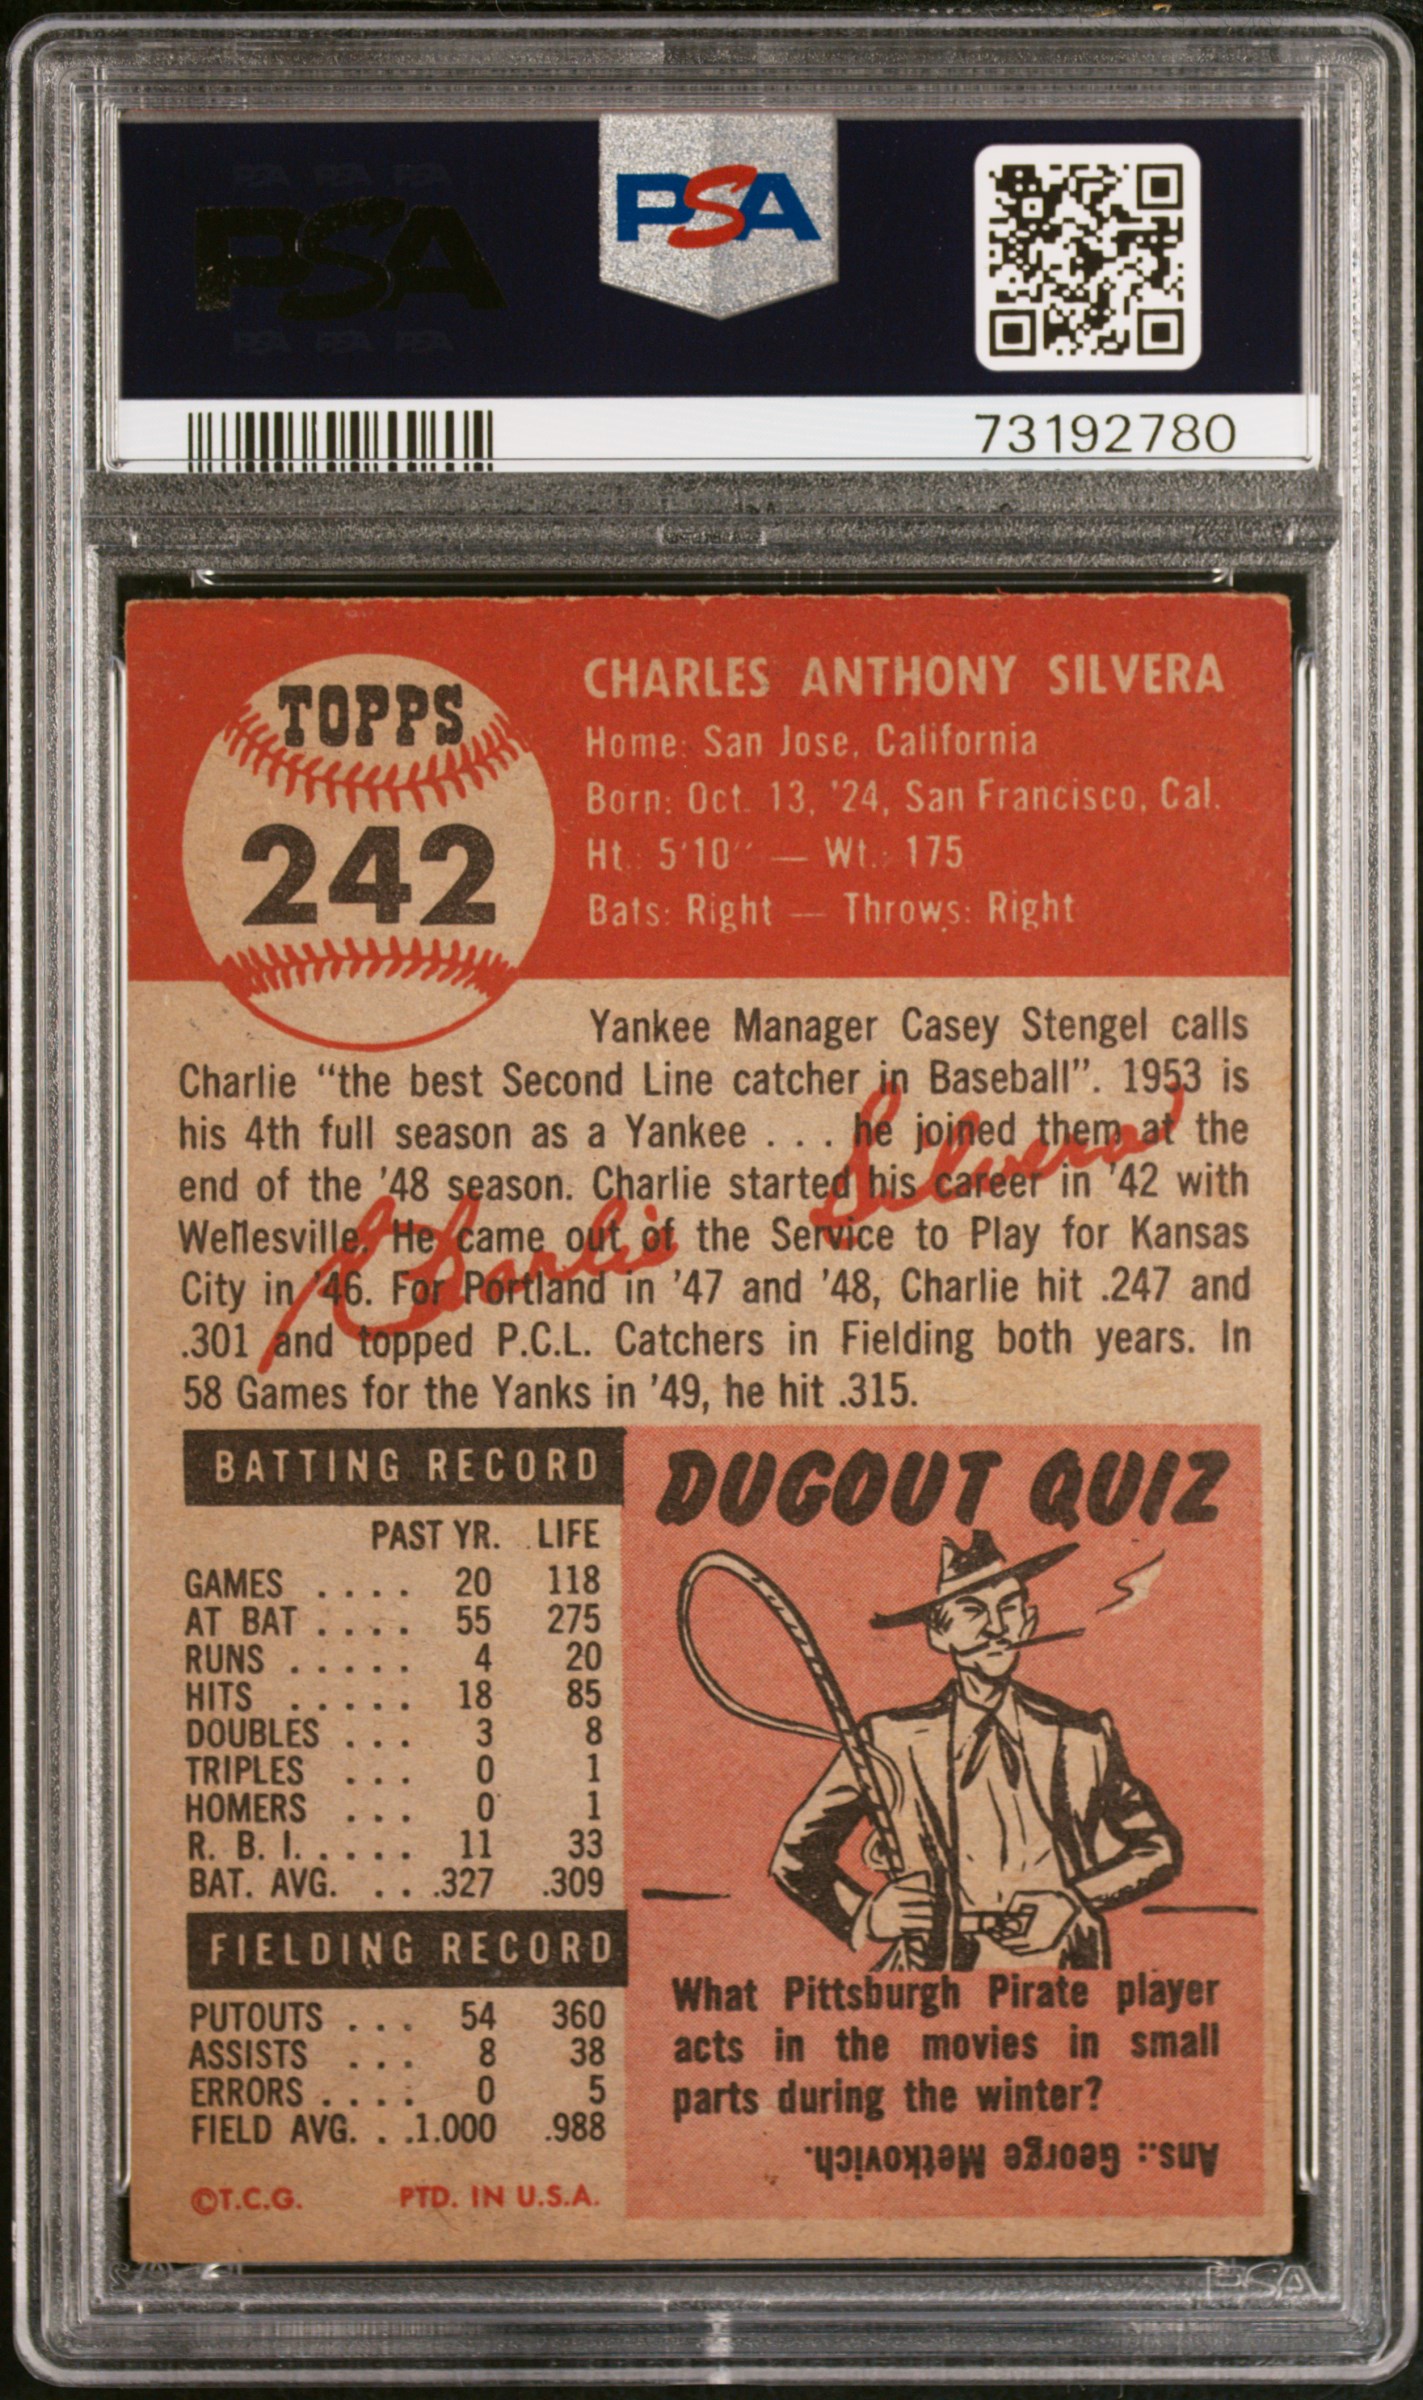 PSA PSA PSA
PSA
PSA PSA PSA
PSA
73192780
TOPPS
242
CHARLES ANTHONY SILVERA
Home: San Jose, California
Born: Oct. 13, '24, San Francisco, Cal.
Ht.: 5'10" — Wt.: 175
Bats: Right — Throws: Right
Yankee Manager Casey Stengel calls
Charlie "the best Second Line catcher in Baseball". 1953 is
his 4th full season as a Yankee . . . he joined them at the
end of the '48 season. Charlie started his career in '42 with
Wellesville. He came out of the Service to Play for Kansas
City in '46. For Portland in '47 and '48, Charlie hit .247 and
.301 and topped P.C.L. Catchers in Fielding both years. In
58 Games for the Yanks in '49, he hit .315.
Charlie Silvera
BATTING RECORD
PAST YR. LIFE
GAMES . . . . 20 118
AT BAT . . . . 55 275
RUNS . . . . . 4 20
HITS . . . . . 18 85
DOUBLES . . . 3 8
TRIPLES . . . 0 1
HOMERS . . . 0 1
R. B. I. . . . . . 11 33
BAT. AVG. . . .327 .309
FIELDING RECORD
PUTOUTS . . . 54 360
ASSISTS . . . 8 38
ERRORS . . . . 0 5
FIELD AVG. . .1.000 .988
©T.C.G. PTD. IN U.S.A.
DUGOUT QUIZ
What Pittsburgh Pirate player
acts in the movies in small
parts during the winter?
Ans.: George Metkovich.
PSA